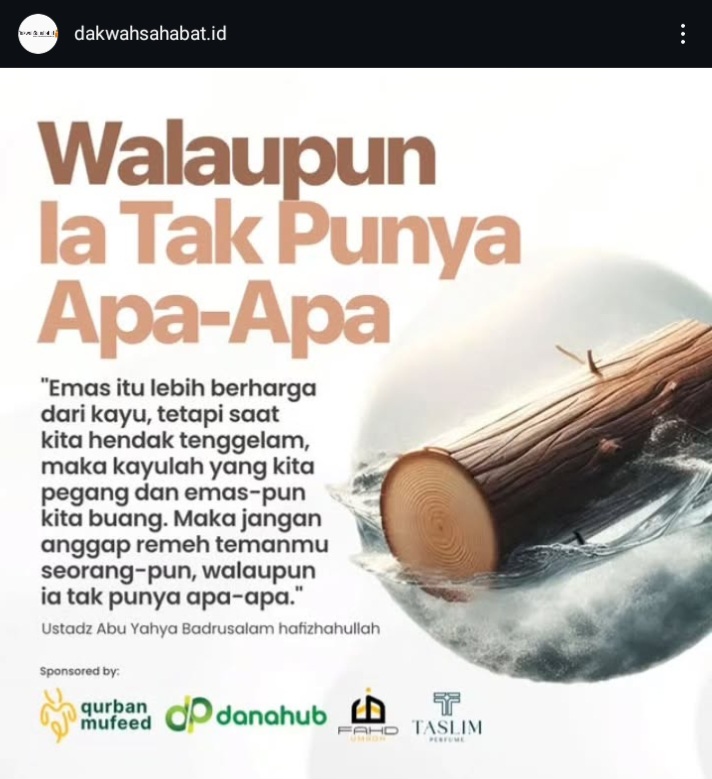 dakwahsahabat.id
Walaupun
Ia Tak Punya
Apa-Apa
"Emas itu lebih berharga
dari kayu, tetapi saat
kita hendak tenggelam,
maka kayulah yang kita
pegang dan emas-pun
kita buang. Maka jangan
anggap remeh temanmu
seorang-pun, walaupun
ia tak punya apa-apa."
Ustadz Abu Yahya Badrusalam hafizhahullah
Sponsored by:
qurban
mufeed
danahub
FAHD
UMROH
TASLIM
PERFUME